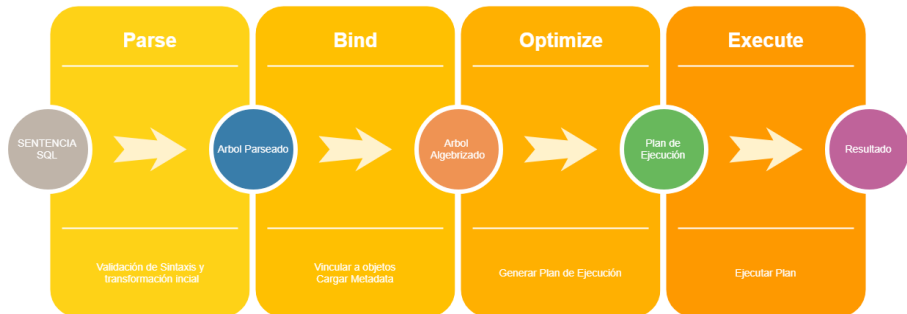 Parse
Bind
Optimize
Execute
SENTENCIA
SQL
Arbol Parseado
Arbol
Algebrizado
Plan de
Ejecución
Resultado
Validación de Sintaxis y
transformación incial
Vincular a objetos
Cargar Metadata
Generar Plan de Ejecución
Ejecutar Plan